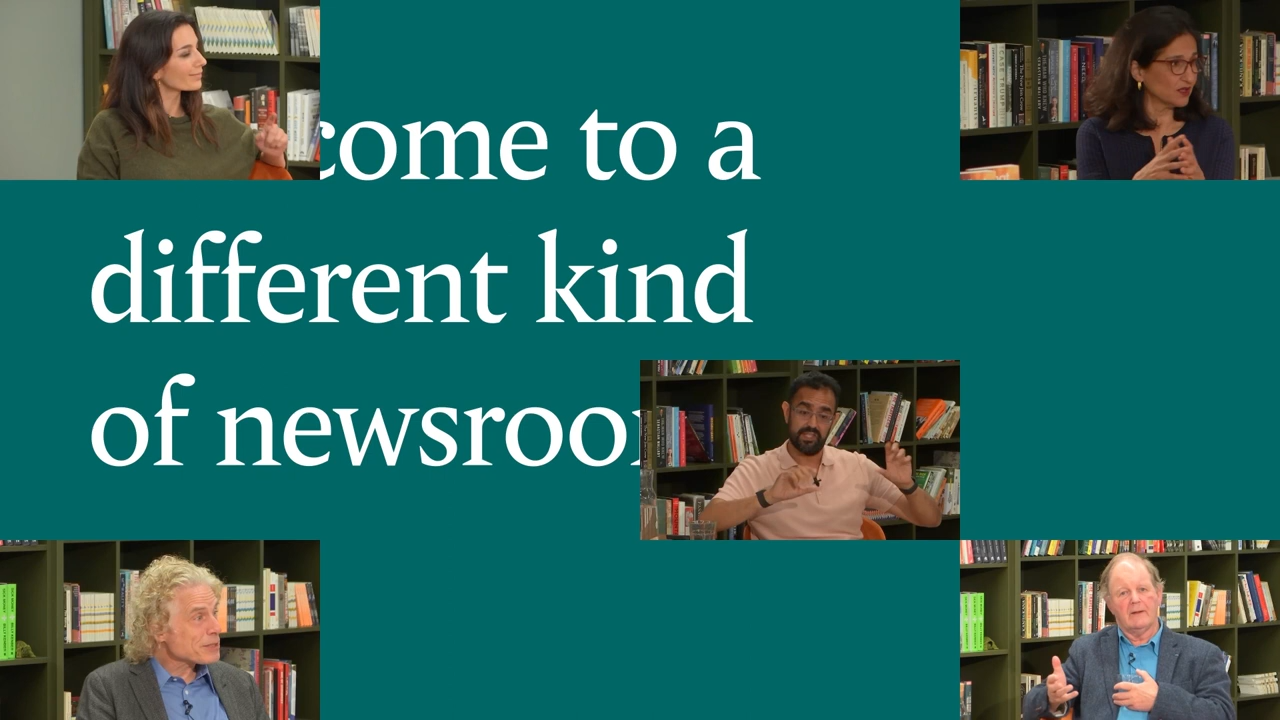 come to a
different kind
of newsroo